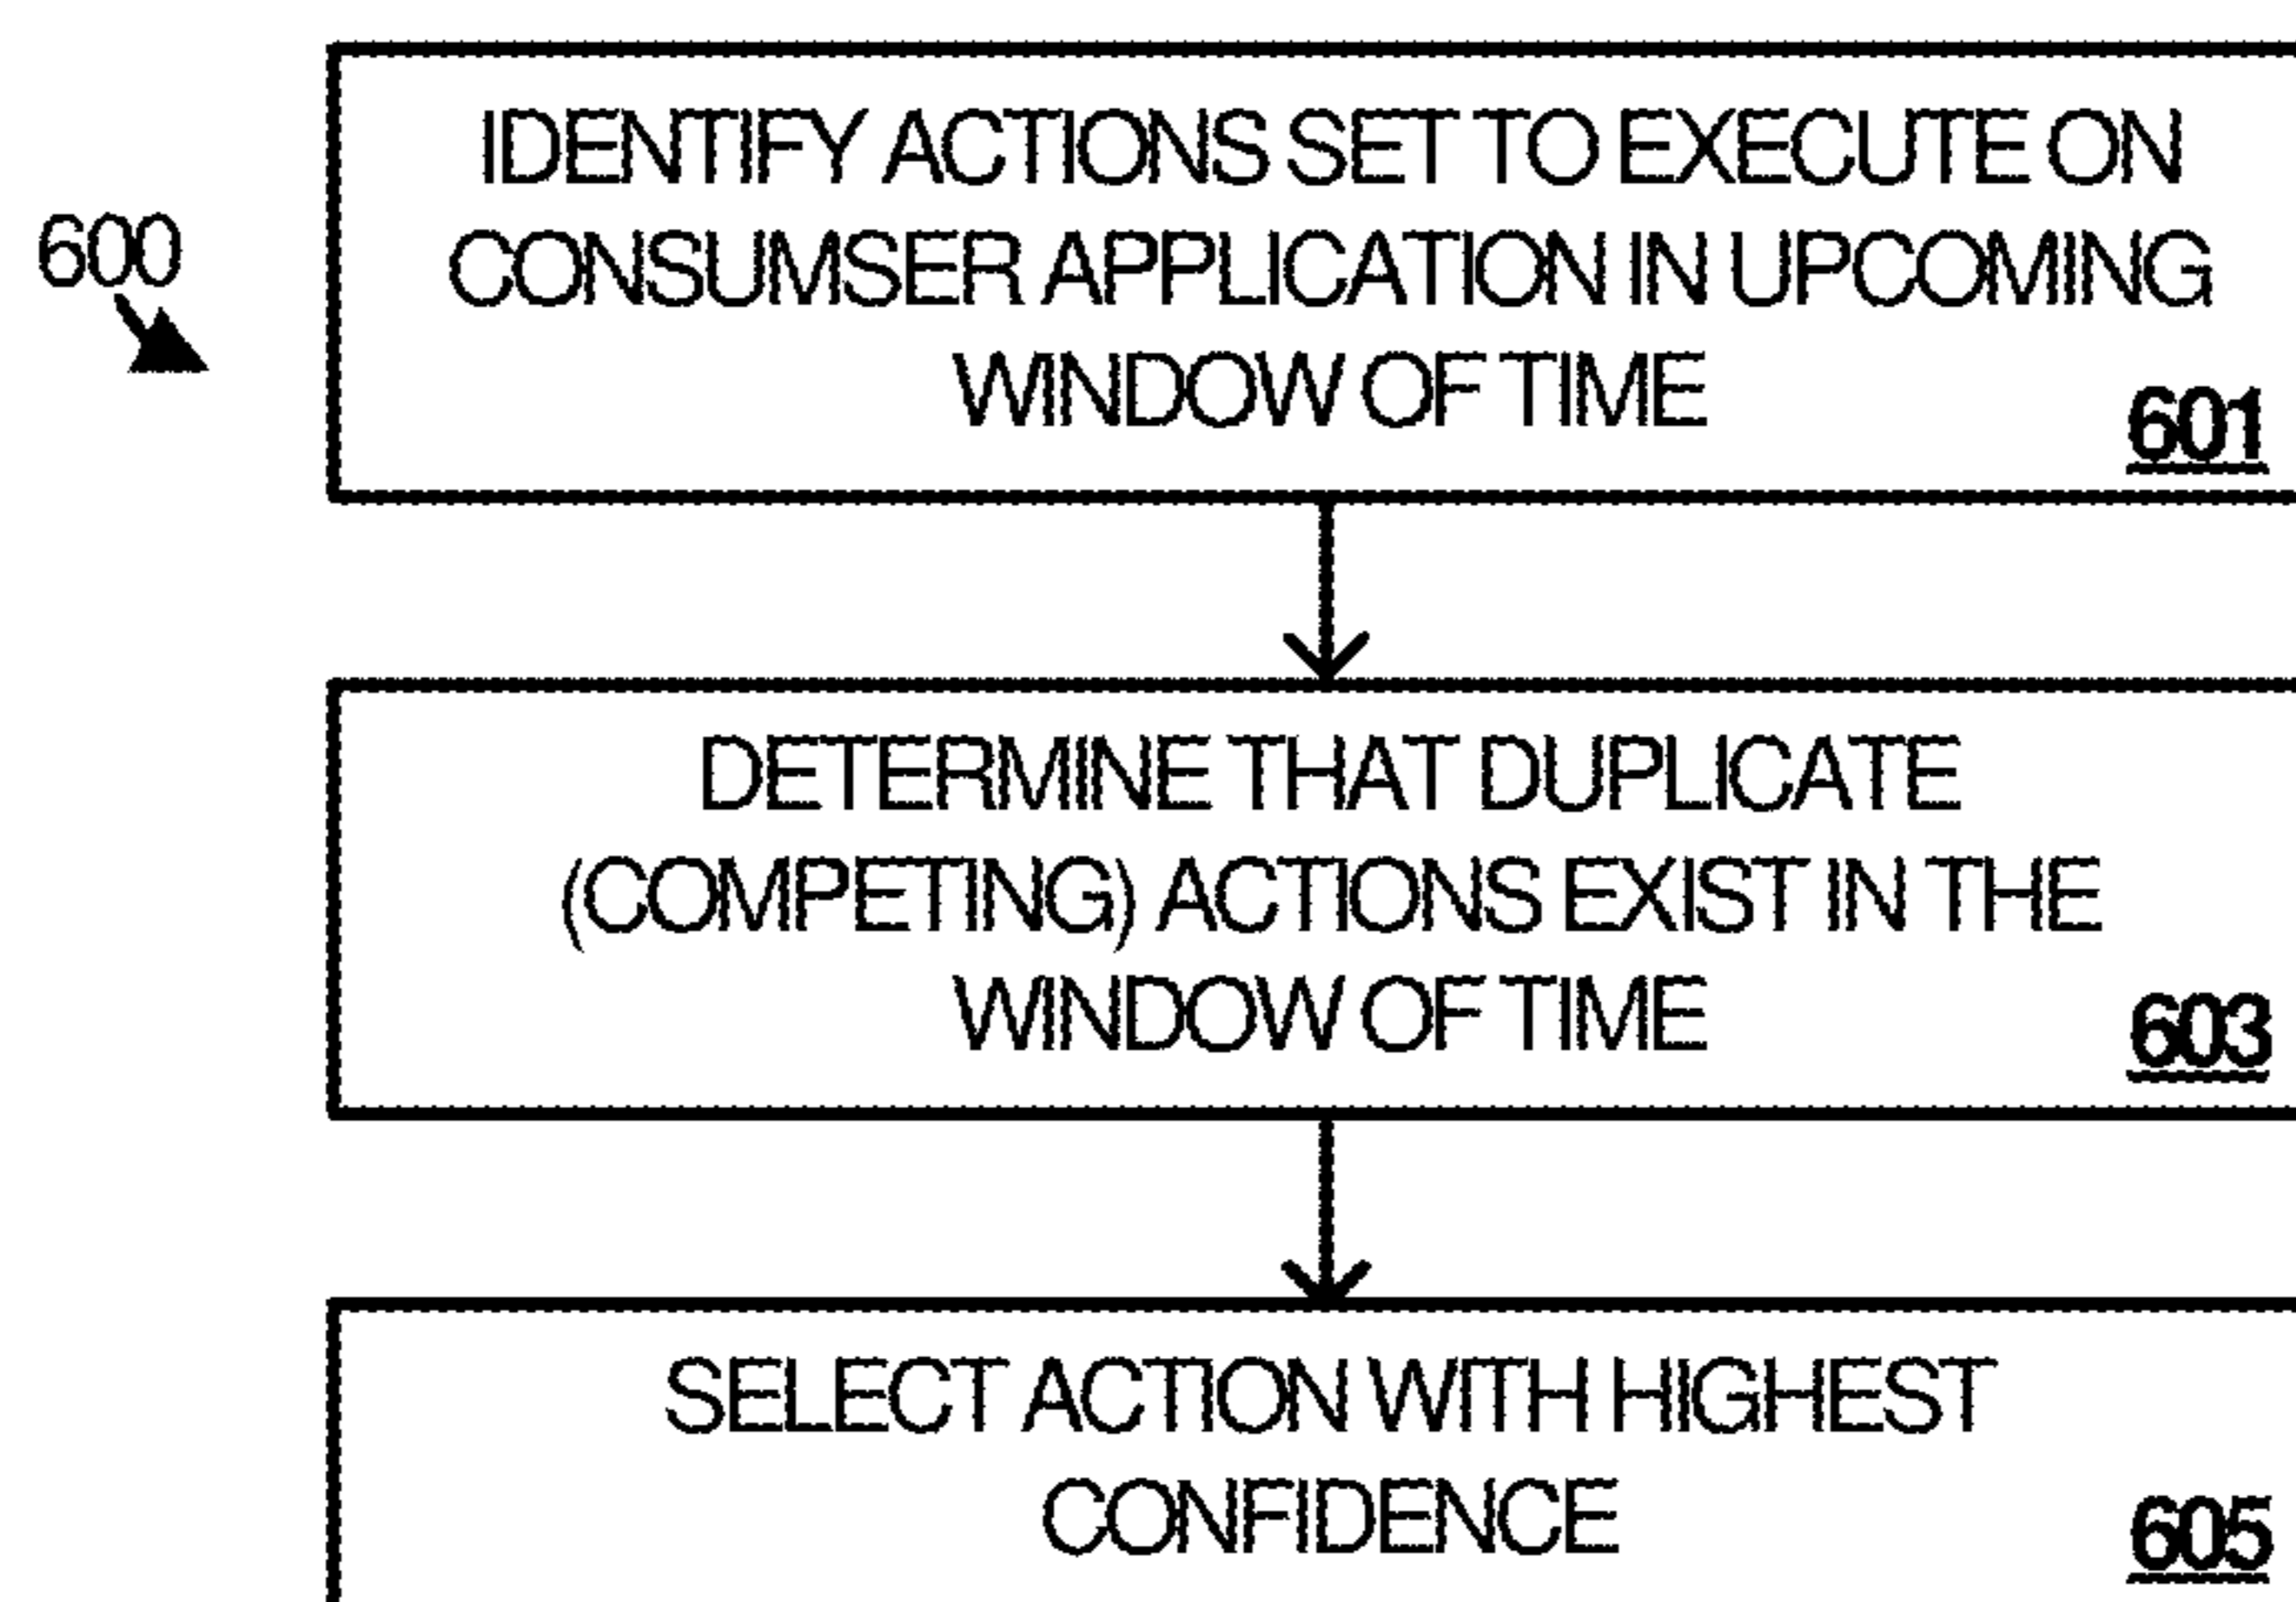 IDENTIFY ACTIONS SET TO EXECUTE ON
600
CONSUMSER APPLICATION IN UPCOMING
WINDOW OF TIME
601
DETERMINE THAT DUPLICATE
(COMPETING) ACTIONS EXIST IN THE
WINDOW OF TIME
603
SELECT ACTION WITH HIGHEST
CONFIDENCE
605